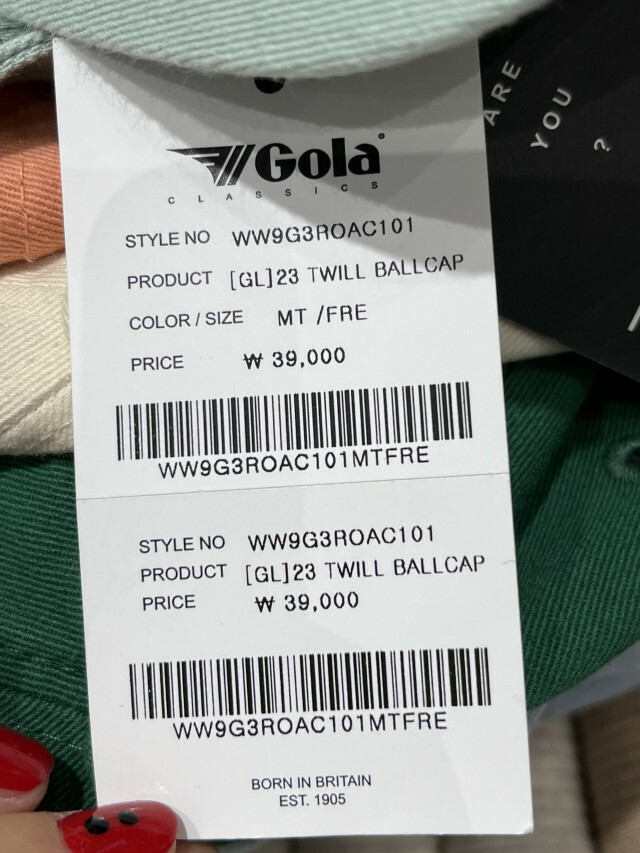 ARE
YOU
?
Gola
CLASSICS
STYLE NO WW9G3ROAC101
PRODUCT [GL]23 TWILL BALLCAP
COLOR / SIZE MT /FRE
PRICE ₩ 39,000
WW9G3ROAC101MTFRE
STYLE NO WW9G3ROAC101
PRODUCT [GL]23 TWILL BALLCAP
PRICE ₩ 39,000
WW9G3ROAC101MTFRE
BORN IN BRITAIN
EST. 1905